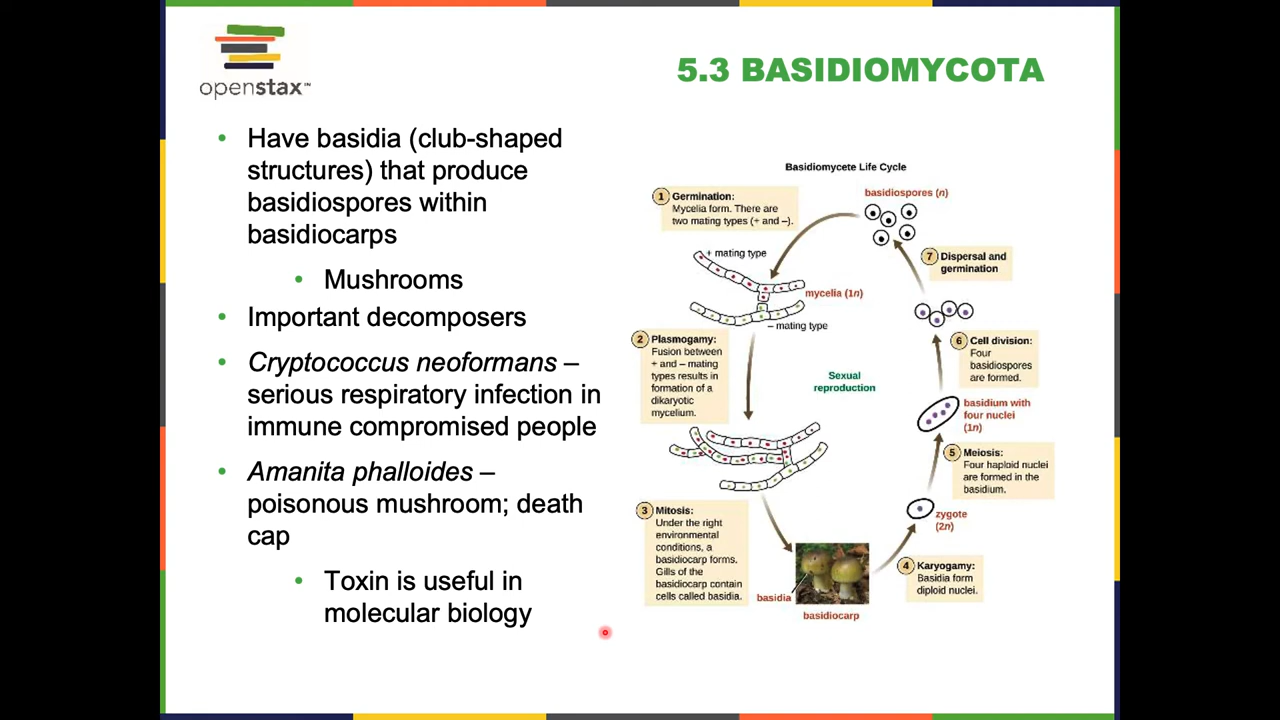 openstax™
5.3 BASIDIOMYCOTA
• Have basidia (club-shaped
structures) that produce
basidiospores within
basidiocarps
• Mushrooms
• Important decomposers
• Cryptococcus neoformans –
serious respiratory infection in
immune compromised people
• Amanita phalloides –
poisonous mushroom; death
cap
• Toxin is useful in
molecular biology
Basidiomycete Life Cycle
1 Germination:
Mycelia form. There are
two mating types (+ and –).
basidiospores (n)
+ mating type
mycelia (1n)
– mating type
7 Dispersal and
germination
2 Plasmogamy:
Fusion between
+ and – mating
types results in
formation of a
dikaryotic
mycelium.
Sexual
reproduction
6 Cell division:
Four
basidiospores
are formed.
basidium with
four nuclei
(1n)
5 Meiosis:
Four haploid nuclei
are formed in the
basidium.
3 Mitosis:
Under the right
environmental
conditions, a
basidiocarp forms.
Gills of the
basidiocarp contain
cells called basidia.
zygote
(2n)
4 Karyogamy:
Basidia form
diploid nuclei.
basidia
basidiocarp